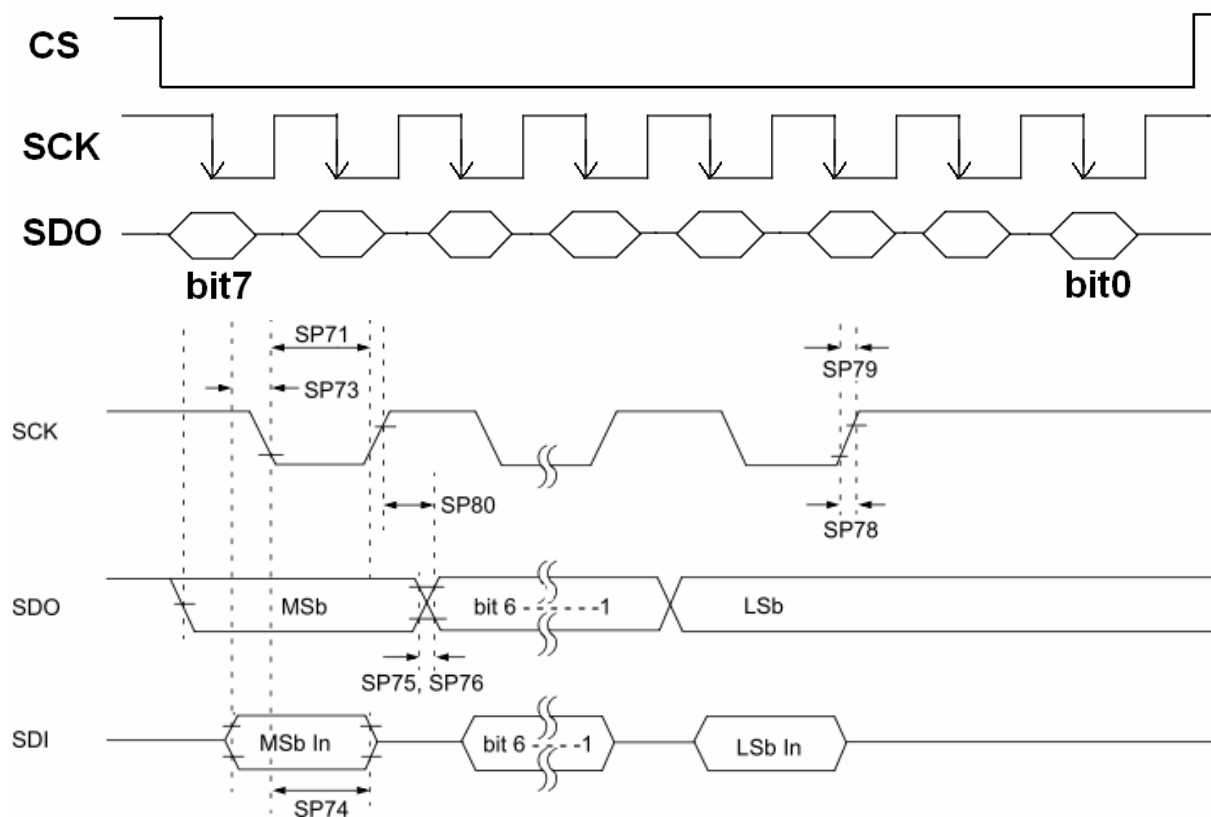 CS
SCK
SDO
bit7 bit0
SP71
SP79
SP73
SCK
SP80
SP78
SDO MSb bit 6 - - - - - - -1 LSb
SP75, SP76
SDI MSb In bit 6 - - - - - -1 LSb In
SP74